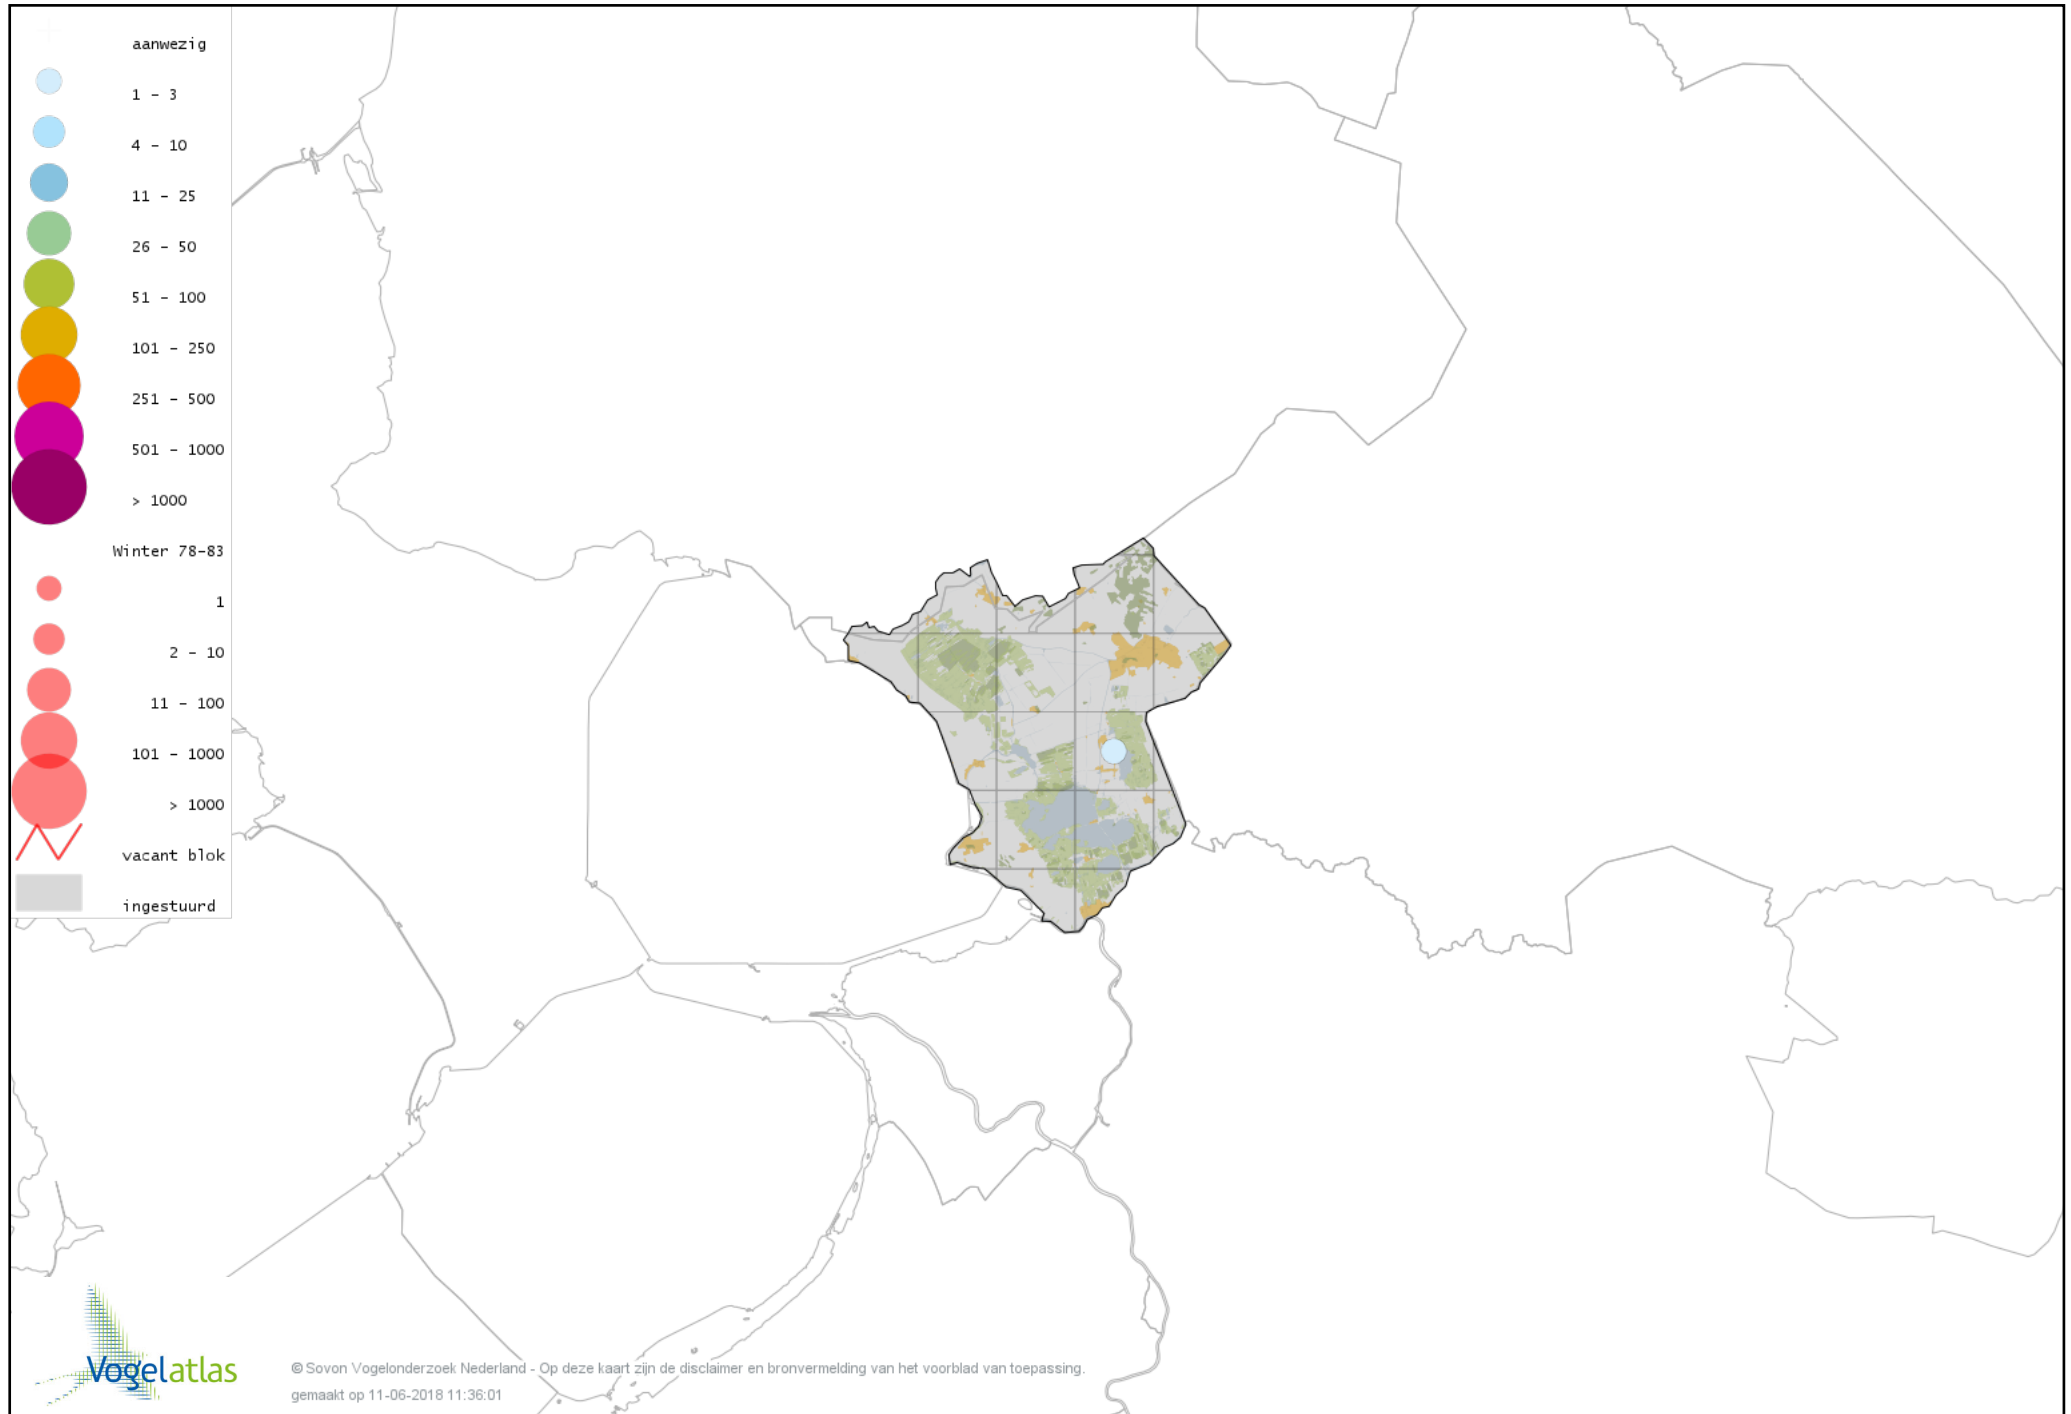 aanwezig
1 - 3
4 - 10
11 - 25
26 - 50
51 - 100
101 - 250
251 - 500
501 - 1000
> 1000
Winter 78-83
1
2 - 10
11 - 100
101 - 1000
> 1000
vacant blok
ingestuurd
Vogelatlas
© Sovon Vogelonderzoek Nederland - Op deze kaart zijn de disclaimer en bronvermelding van het voorblad van toepassing.
gemaakt op 11-06-2018 11:36:01